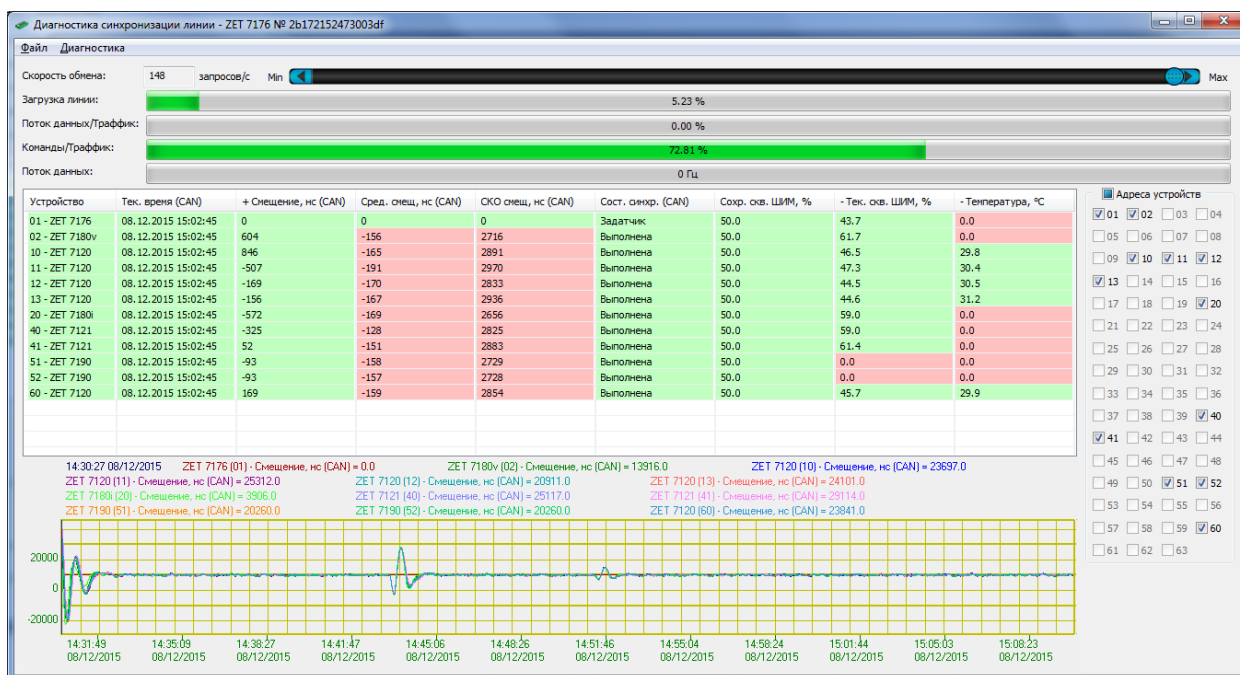 Диагностика синхронизации линии - ZET 7176 № 2b172152473003df
Файл Диагностика
Скорость обмена: 148 запросов/с Min Max
Загрузка линии: 5.23 %
Поток данных/Траффик: 0.00 %
Команды/Траффик: 72.81 %
Поток данных: 0 Гц
Устройство Тек. время (CAN) + Смещение, нс (CAN) Сред. смещ, нс (CAN) СКО смещ, нс (CAN) Сост. синхр. (CAN) Сохр. скв. ШИМ, % - Тек. скв. ШИМ, % - Температура, °С
01 - ZET 7176 08.12.2015 15:02:45 0 0 0 Задатчик 50.0 43.7 0.0
02 - ZET 7180v 08.12.2015 15:02:45 604 -156 2716 Выполнена 50.0 61.7 0.0
10 - ZET 7120 08.12.2015 15:02:45 846 -165 2891 Выполнена 50.0 46.5 29.8
11 - ZET 7120 08.12.2015 15:02:45 -507 -191 2970 Выполнена 50.0 47.3 30.4
12 - ZET 7120 08.12.2015 15:02:45 -169 -170 2833 Выполнена 50.0 44.5 30.5
13 - ZET 7120 08.12.2015 15:02:45 -156 -167 2936 Выполнена 50.0 44.6 31.2
20 - ZET 7180i 08.12.2015 15:02:45 -572 -169 2656 Выполнена 50.0 59.0 0.0
40 - ZET 7121 08.12.2015 15:02:45 -325 -128 2825 Выполнена 50.0 59.0 0.0
41 - ZET 7121 08.12.2015 15:02:45 52 -151 2883 Выполнена 50.0 61.4 0.0
51 - ZET 7190 08.12.2015 15:02:45 -93 -158 2729 Выполнена 50.0 0.0 0.0
52 - ZET 7190 08.12.2015 15:02:45 -93 -157 2728 Выполнена 50.0 0.0 0.0
60 - ZET 7120 08.12.2015 15:02:45 169 -159 2854 Выполнена 50.0 45.7 29.9
Адреса устройств
01 02 03 04
05 06 07 08
09 10 11 12
13 14 15 16
17 18 19 20
21 22 23 24
25 26 27 28
29 30 31 32
33 34 35 36
37 38 39 40
41 42 43 44
45 46 47 48
49 50 51 52
53 54 55 56
57 58 59 60
61 62 63
14:30:27 08/12/2015 ZET 7176 (01) - Смещение, нс (CAN) = 0.0 ZET 7180v (02) - Смещение, нс (CAN) = 13916.0 ZET 7120 (10) - Смещение, нс (CAN) = 23697.0
ZET 7120 (11) - Смещение, нс (CAN) = 25312.0 ZET 7120 (12) - Смещение, нс (CAN) = 20911.0 ZET 7120 (13) - Смещение, нс (CAN) = 24101.0
ZET 7180i (20) - Смещение, нс (CAN) = 3906.0 ZET 7121 (40) - Смещение, нс (CAN) = 25117.0 ZET 7121 (41) - Смещение, нс (CAN) = 29114.0
ZET 7190 (51) - Смещение, нс (CAN) = 20260.0 ZET 7190 (52) - Смещение, нс (CAN) = 20260.0 ZET 7120 (60) - Смещение, нс (CAN) = 23841.0
20000
0
-20000
14:31:49 14:35:09 14:38:27 14:41:47 14:45:06 14:48:26 14:51:46 14:55:04 14:58:24 15:01:44 15:05:03 15:08:23
08/12/2015 08/12/2015 08/12/2015 08/12/2015 08/12/2015 08/12/2015 08/12/2015 08/12/2015 08/12/2015 08/12/2015 08/12/2015 08/12/2015